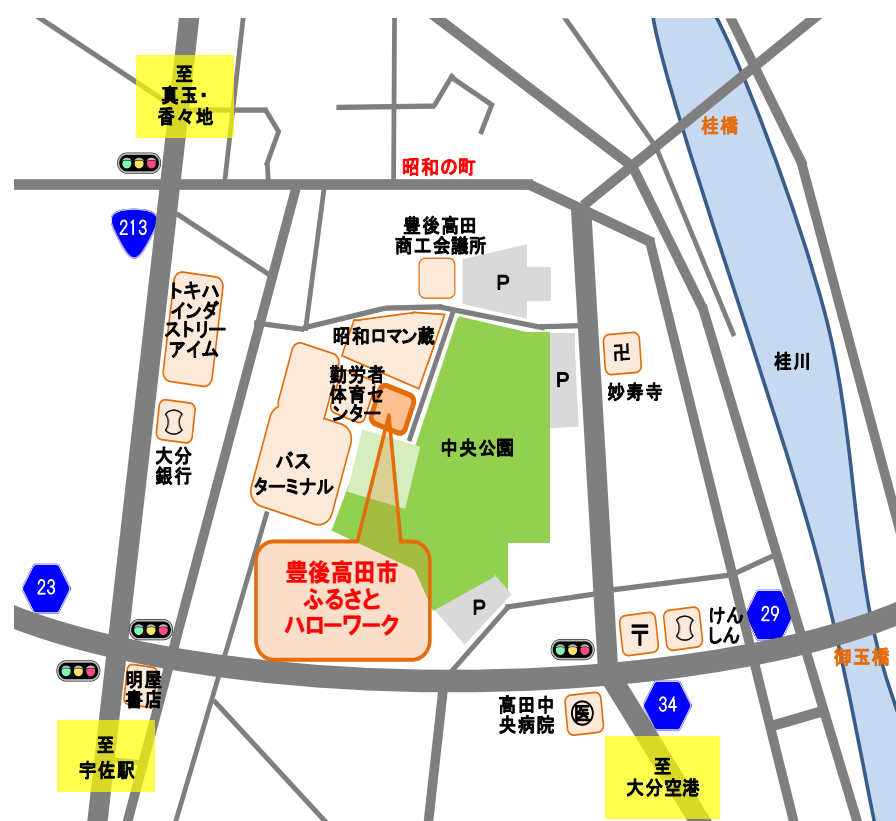 至
真玉・
香々地
桂橋
昭和の町
213
豊後高田
商工会議所
P
トキハ
インダ
ストリー
アイム
昭和ロマン蔵
卍
妙寿寺
桂川
勤労者
体育セ
ンター
P
大分
銀行
中央公園
バス
ターミナル
豊後高田市
ふるさと
ハローワーク
23
P
〒
けん
しん
29
御玉橋
明屋
書店
高田中
央病院
医
34
至
宇佐駅
至
大分空港